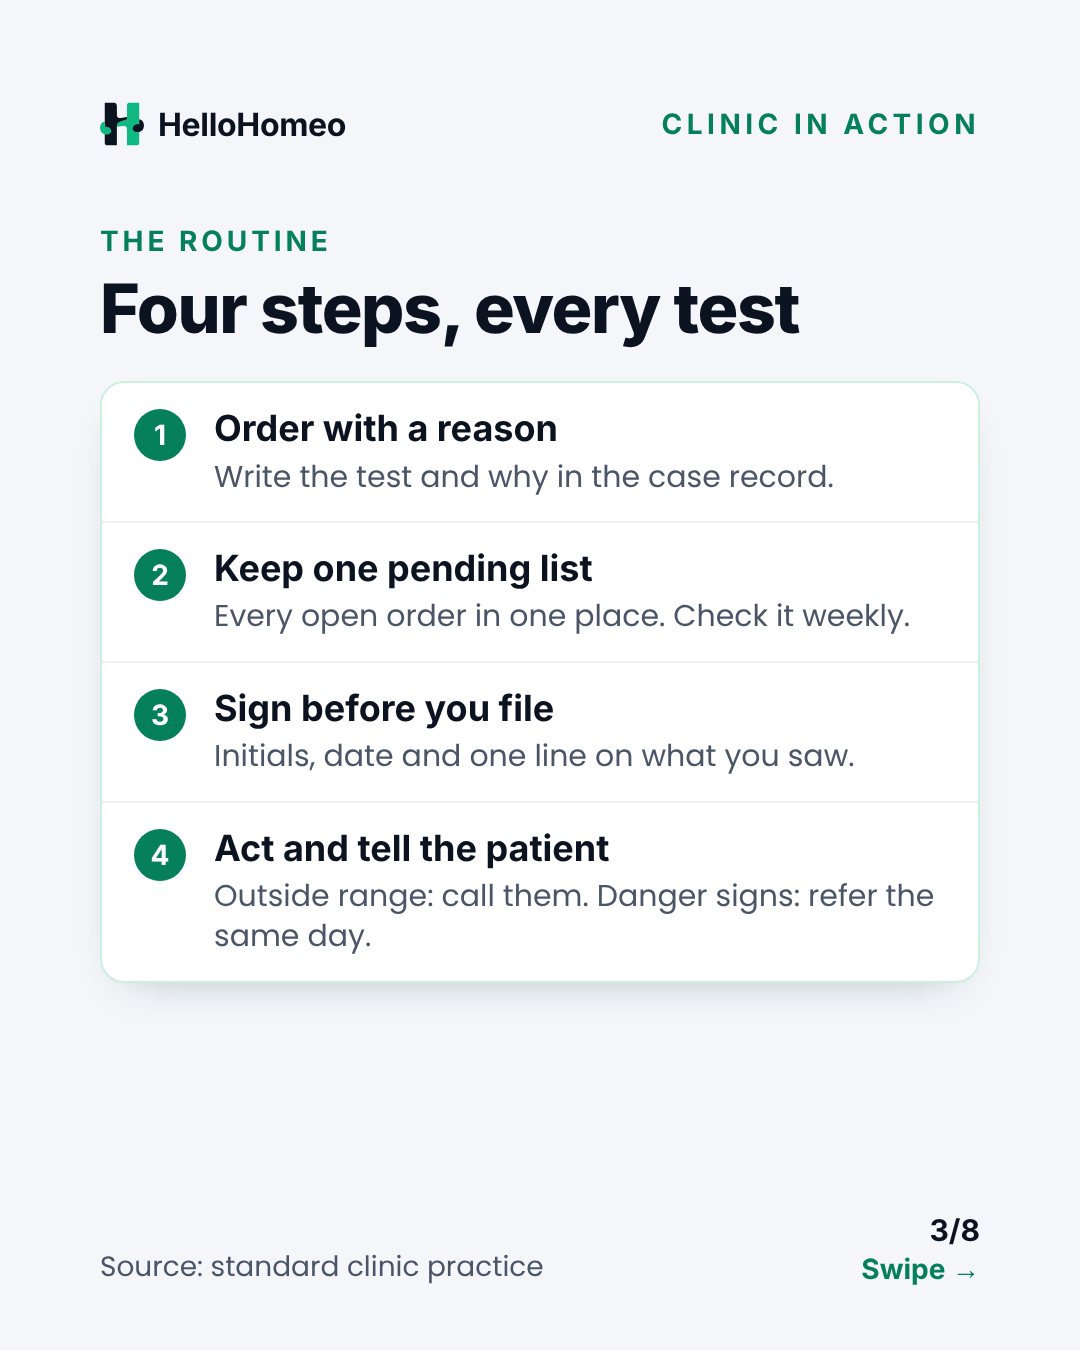 HelloHomeo
CLINIC IN ACTION
THE ROUTINE
Four steps, every test
1
Order with a reason
Write the test and why in the case record.
2
Keep one pending list
Every open order in one place. Check it weekly.
3
Sign before you file
Initials, date and one line on what you saw.
4
Act and tell the patient
Outside range: call them. Danger signs: refer the
same day.
3/8
Source: standard clinic practice
Swipe →